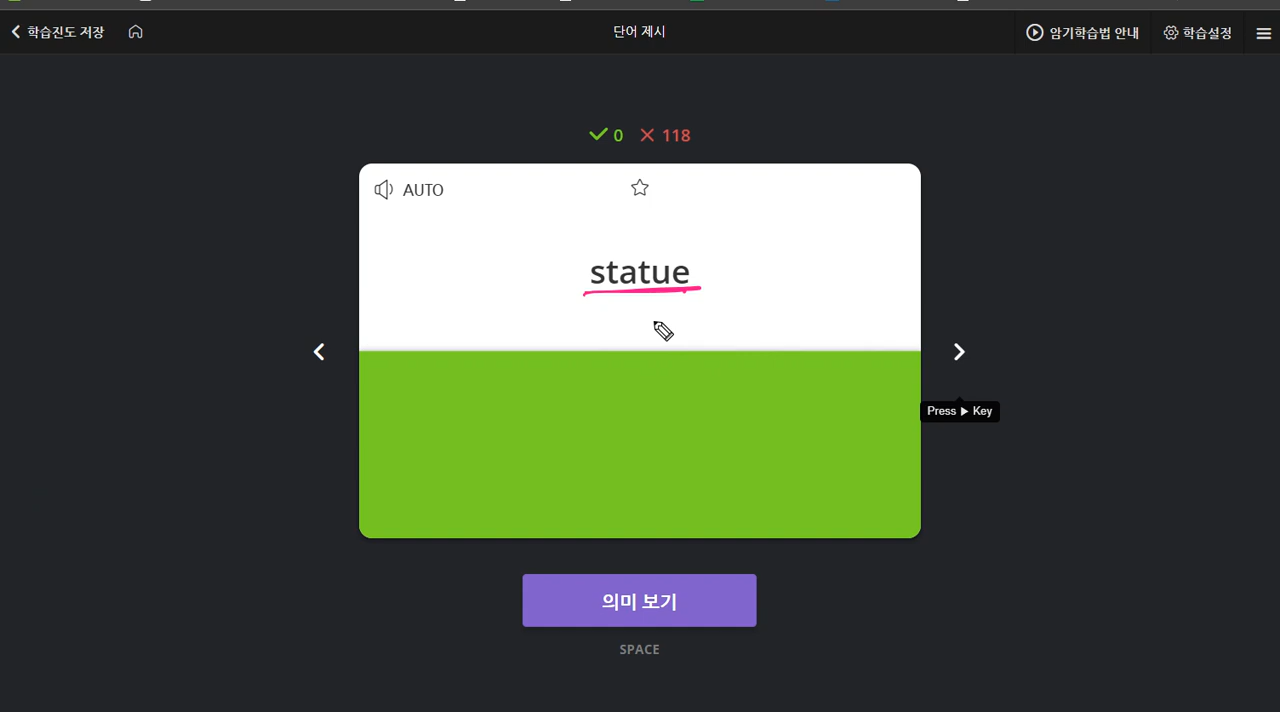 학습진도 저장
단어 제시
암기학습법 안내
학습설정
0
118
AUTO
statue
Press ▶ Key
의미 보기
SPACE